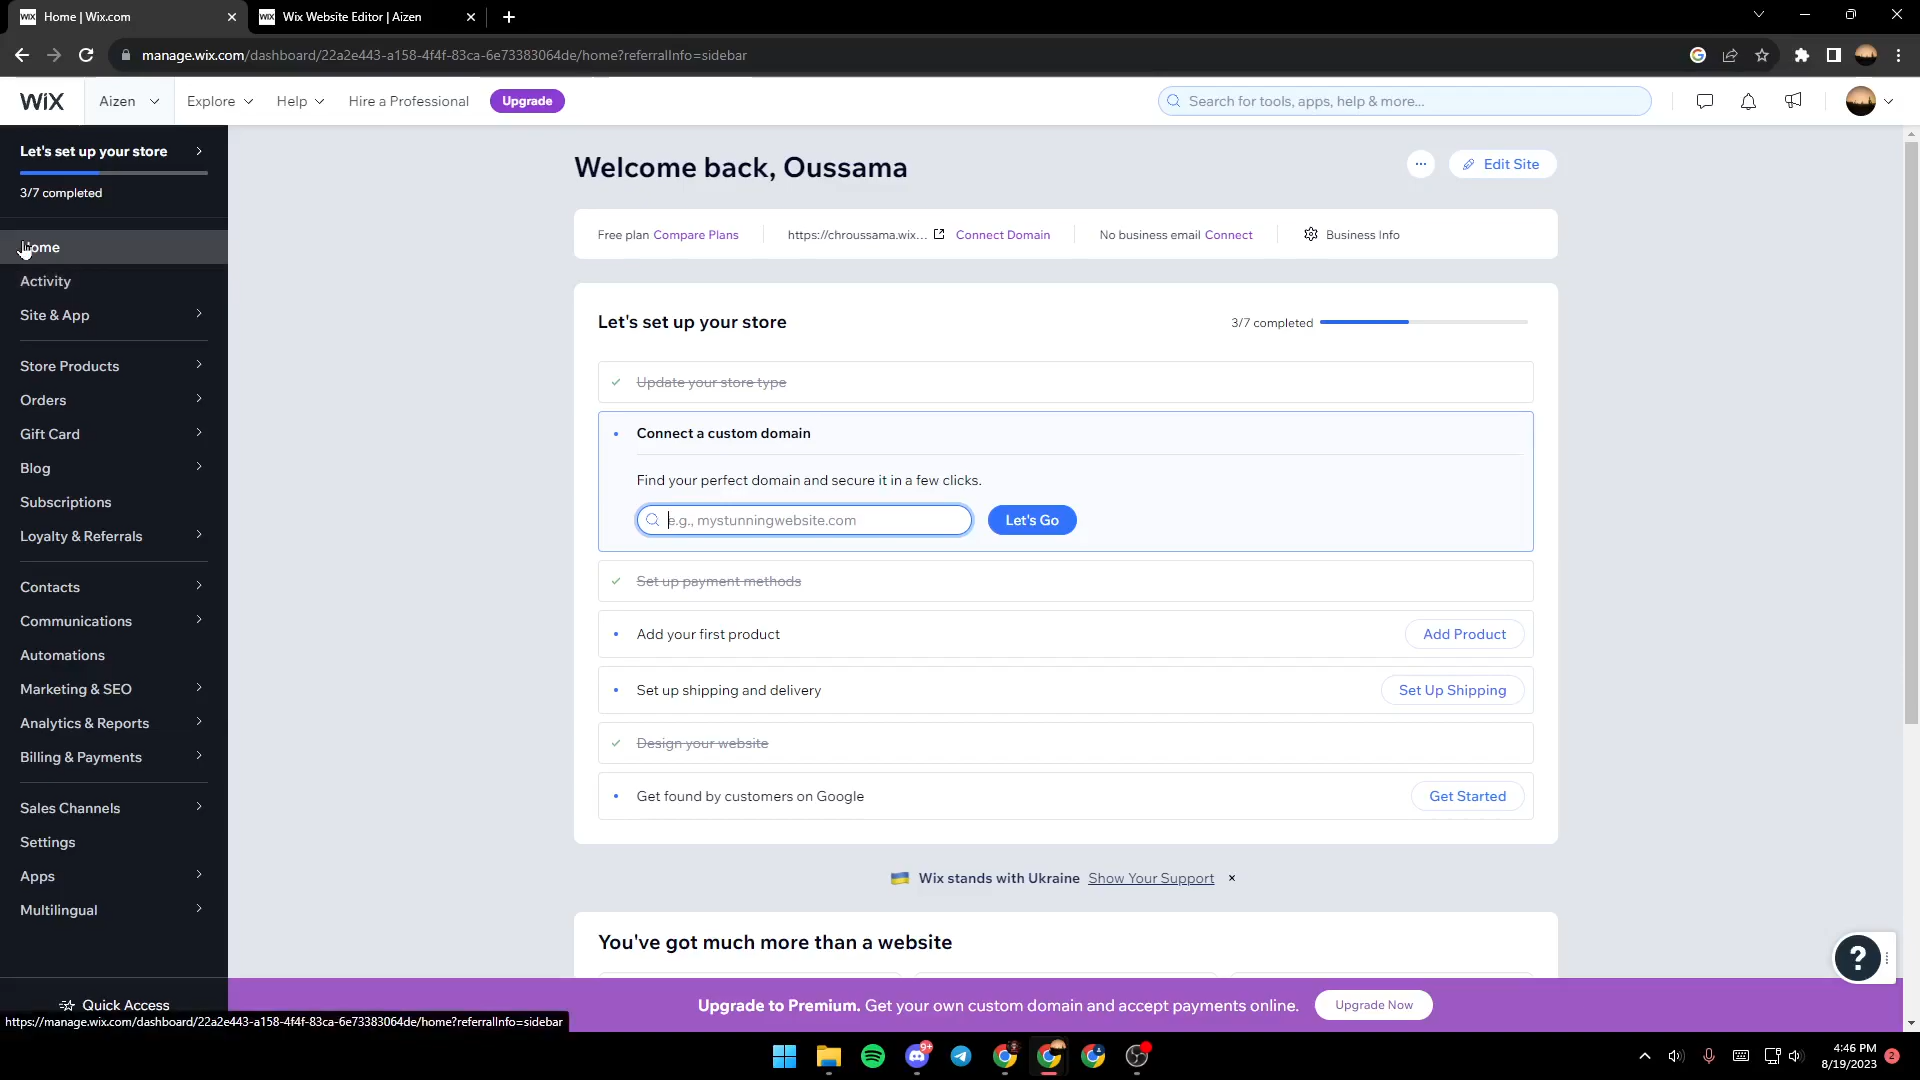 Home | Wix.com
Wix Website Editor | Aizen
manage.wix.com/dashboard/22a2e443-a158-4f4f-83ca-6e73383064de/home?referralInfo=sidebar
WiX
Aizen
Explore
Help
Hire a Professional
Upgrade
Search for tools, apps, help & more...
Let's set up your store
3/7 completed
Home
Activity
Site & App
Store Products
Orders
Gift Card
Blog
Subscriptions
Loyalty & Referrals
Contacts
Communications
Automations
Marketing & SEO
Analytics & Reports
Billing & Payments
Sales Channels
Settings
Apps
Multilingual
Quick Access
https://manage.wix.com/dashboard/22a2e443-a158-4f4f-83ca-6e73383064de/home?referralInfo=sidebar
Welcome back, Oussama
Edit Site
Free plan Compare Plans
https://chroussama.wix... Connect Domain
No business email Connect
Business Info
Let's set up your store
3/7 completed
Update your store type
Connect a custom domain
Find your perfect domain and secure it in a few clicks.
e.g., mystunningwebsite.com
Let's Go
Set up payment methods
Add your first product
Add Product
Set up shipping and delivery
Set Up Shipping
Design your website
Get found by customers on Google
Get Started
Wix stands with Ukraine Show Your Support
You've got much more than a website
Upgrade to Premium. Get your own custom domain and accept payments online.
Upgrade Now
?
9+
4:46 PM
8/19/2023
2